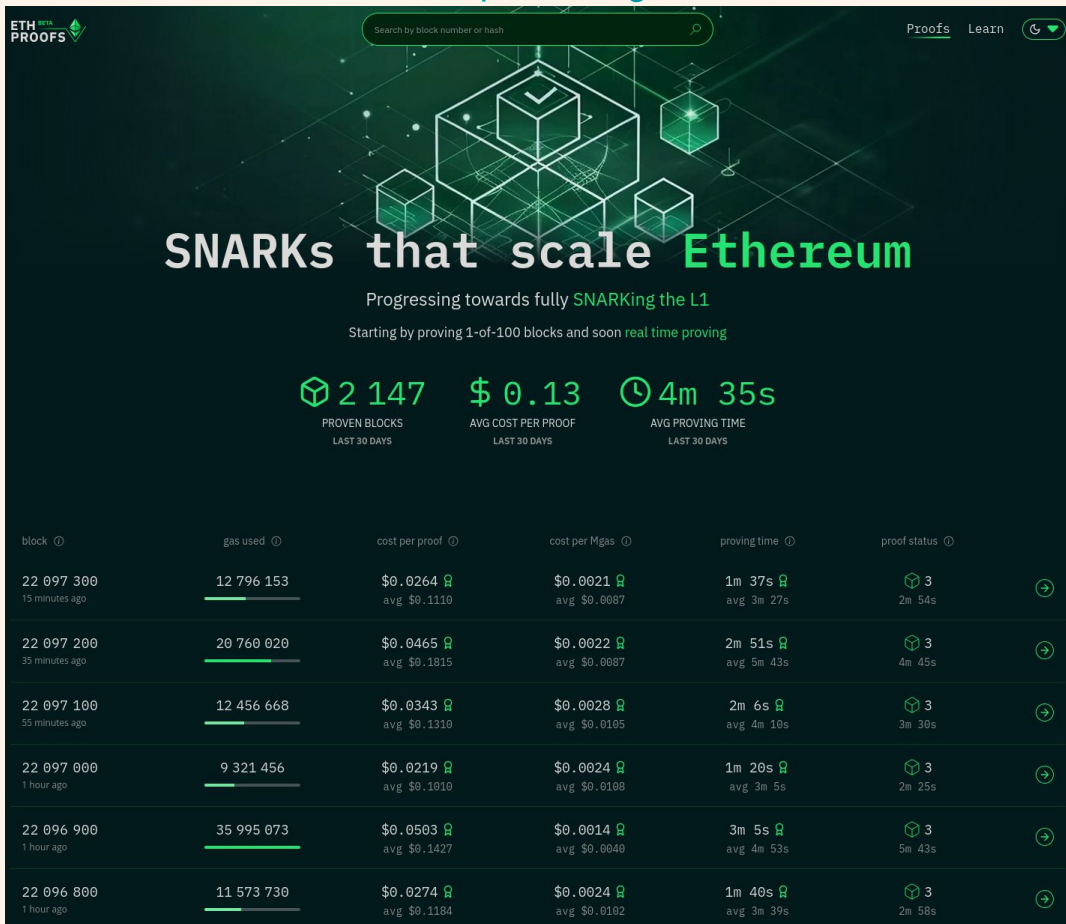 ETH BETA
PROOFS
Search by block number or hash
Proofs Learn
SNARKs that scale Ethereum
Progressing towards fully SNARKing the L1
Starting by proving 1-of-100 blocks and soon real time proving
2 147 $ 0.13 4m 35s
PROVEN BLOCKS AVG COST PER PROOF AVG PROVING TIME
LAST 30 DAYS LAST 30 DAYS LAST 30 DAYS
block gas used cost per proof cost per Mgas proving time proof status
22 097 300 12 796 153 $0.0264 $0.0021 1m 37s 3
15 minutes ago avg $0.1110 avg $0.0087 avg 3m 27s 2m 54s
22 097 200 20 760 020 $0.0465 $0.0022 2m 51s 3
35 minutes ago avg $0.1815 avg $0.0087 avg 5m 43s 4m 45s
22 097 100 12 456 668 $0.0343 $0.0028 2m 6s 3
55 minutes ago avg $0.1310 avg $0.0105 avg 4m 10s 3m 30s
22 097 000 9 321 456 $0.0219 $0.0024 1m 20s 3
1 hour ago avg $0.1010 avg $0.0108 avg 3m 5s 2m 25s
22 096 900 35 995 073 $0.0503 $0.0014 3m 5s 3
1 hour ago avg $0.1427 avg $0.0040 avg 4m 53s 5m 43s
22 096 800 11 573 730 $0.0274 $0.0024 1m 40s 3
1 hour ago avg $0.1184 avg $0.0102 avg 3m 39s 2m 58s